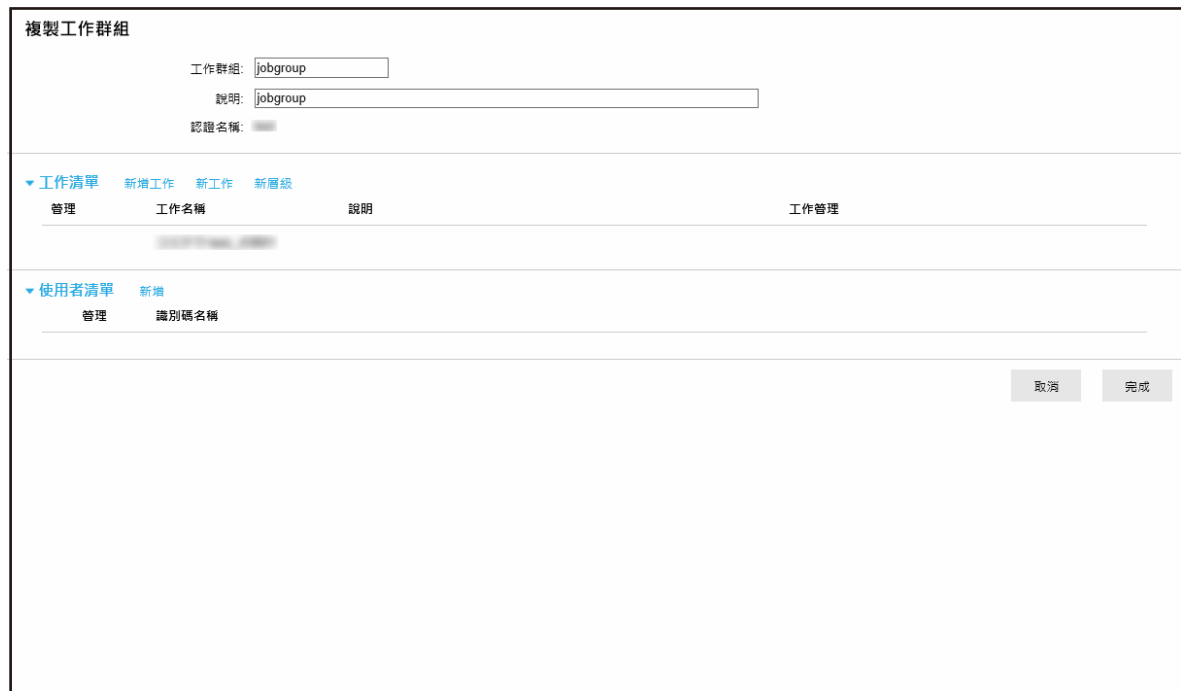 複製工作群組
工作群組: jobgroup
說明: jobgroup
認證名稱:
工作清單 新增工作 新工作 新層級
管理 工作名稱 說明 工作管理
使用者清單 新增
管理 識別碼名稱
取消 完成